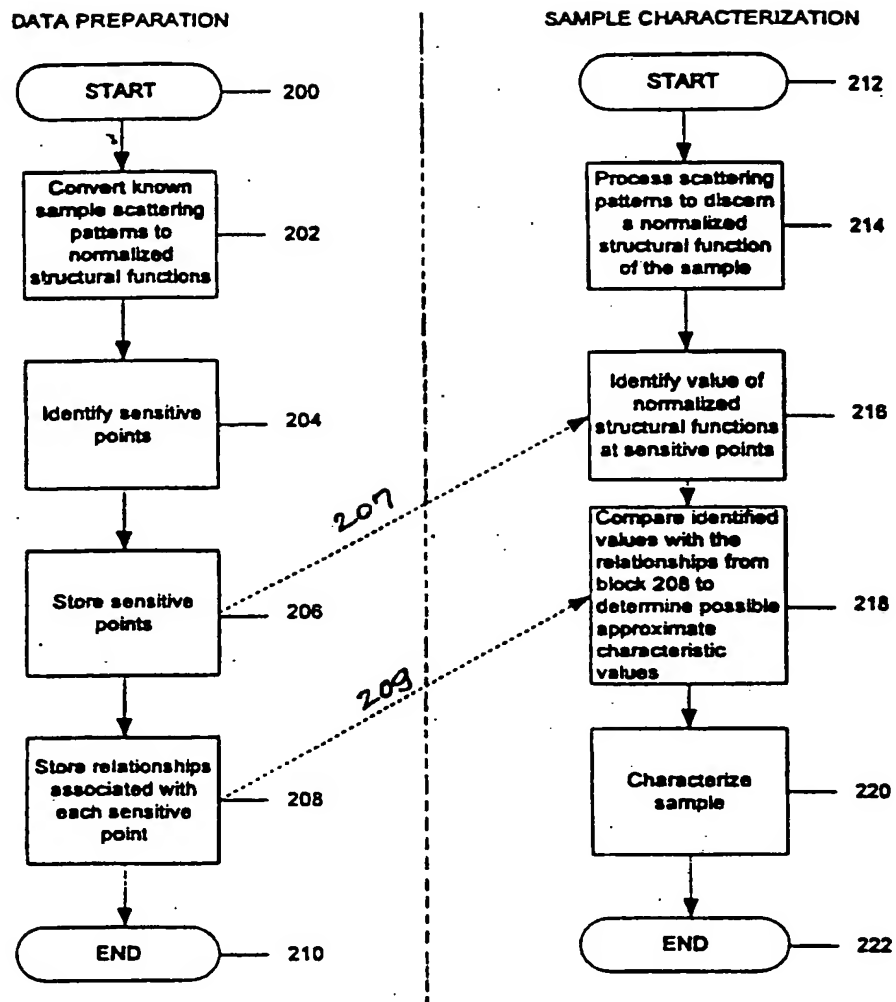 DATA PREPARATION
START
200
Convert known
sample scattering
patterns to
normalized
structural functions
202
Identify sensitive
points
204
Store sensitive
points
206
Store relationships
associated with
each sensitive
point
208
END
210
207
209
SAMPLE CHARACTERIZATION
START
212
Process scattering
patterns to discern
a normalized
structural function
of the sample
214
Identify value of
normalized
structural functions
at sensitive points
216
Compare identified
values with the
relationships from
block 208 to
determine possible
approximate
characteristic
values
218
Characterize
sample
220
END
222